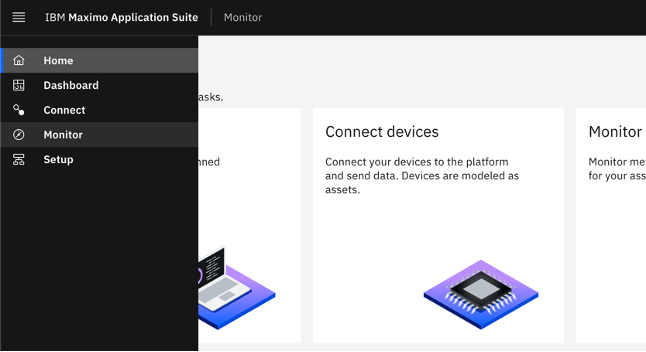 IBM Maximo Application Suite Monitor
Home
Dashboard
Connect
Monitor
Setup
asks.
nned
Connect devices
Connect your devices to the platform
and send data. Devices are modeled as
assets.
Monitor
Monitor me
for your ass